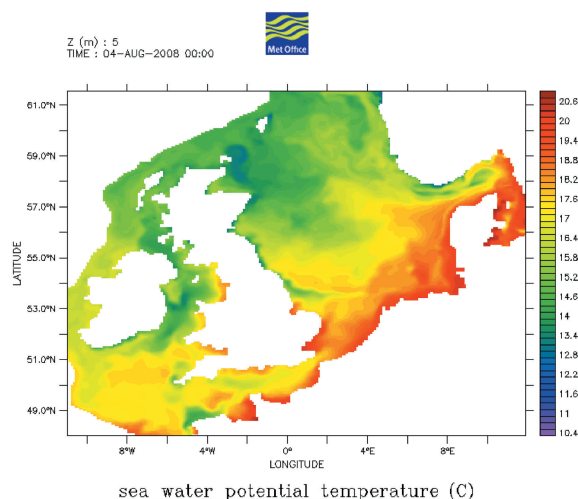 Z (m) : 5
TIME : 04-AUG-2008 00:00
Met Office
61.0°N
59.0°N
57.0°N
55.0°N
53.0°N
51.0°N
49.0°N
LATITUDE
8°W
4°W
0°
4°E
8°E
LONGITUDE
20.6
20
19.4
18.8
18.2
17.6
17
16.4
15.8
15.2
14.6
14
13.4
12.8
12.2
11.6
11
10.4
sea water potential temperature (C)